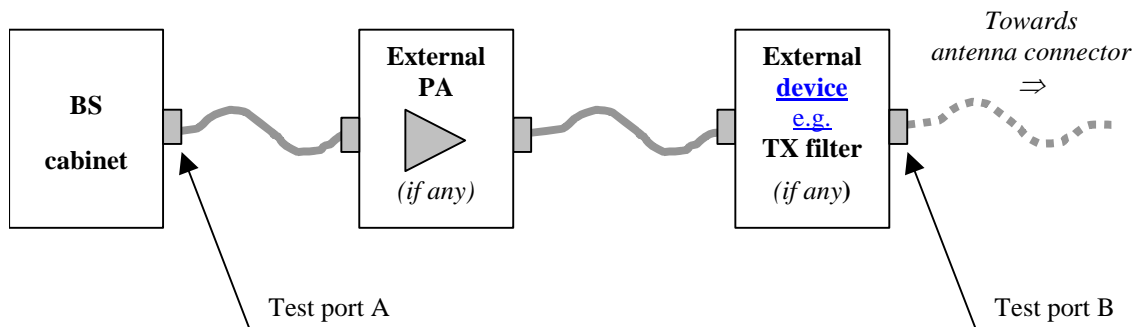 BS
cabinet
External
PA
(if any)
External
device
e.g.
TX filter
(if any)
Towards
antenna connector
⇒
Test port A
Test port B